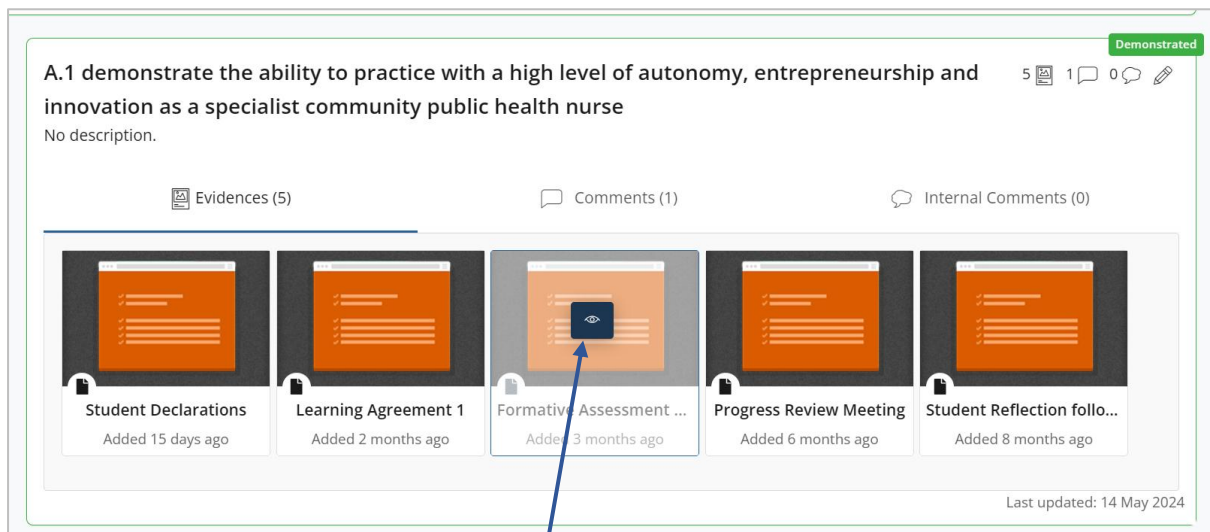 Demonstrated
A.1 demonstrate the ability to practice with a high level of autonomy, entrepreneurship and
innovation as a specialist community public health nurse
5 1 0
No description.
Evidences (5)
Comments (1)
Internal Comments (0)
Student Declarations
Added 15 days ago
Learning Agreement 1
Added 2 months ago
Formative Assessment ...
Added 3 months ago
Progress Review Meeting
Added 6 months ago
Student Reflection follo...
Added 8 months ago
Last updated: 14 May 2024